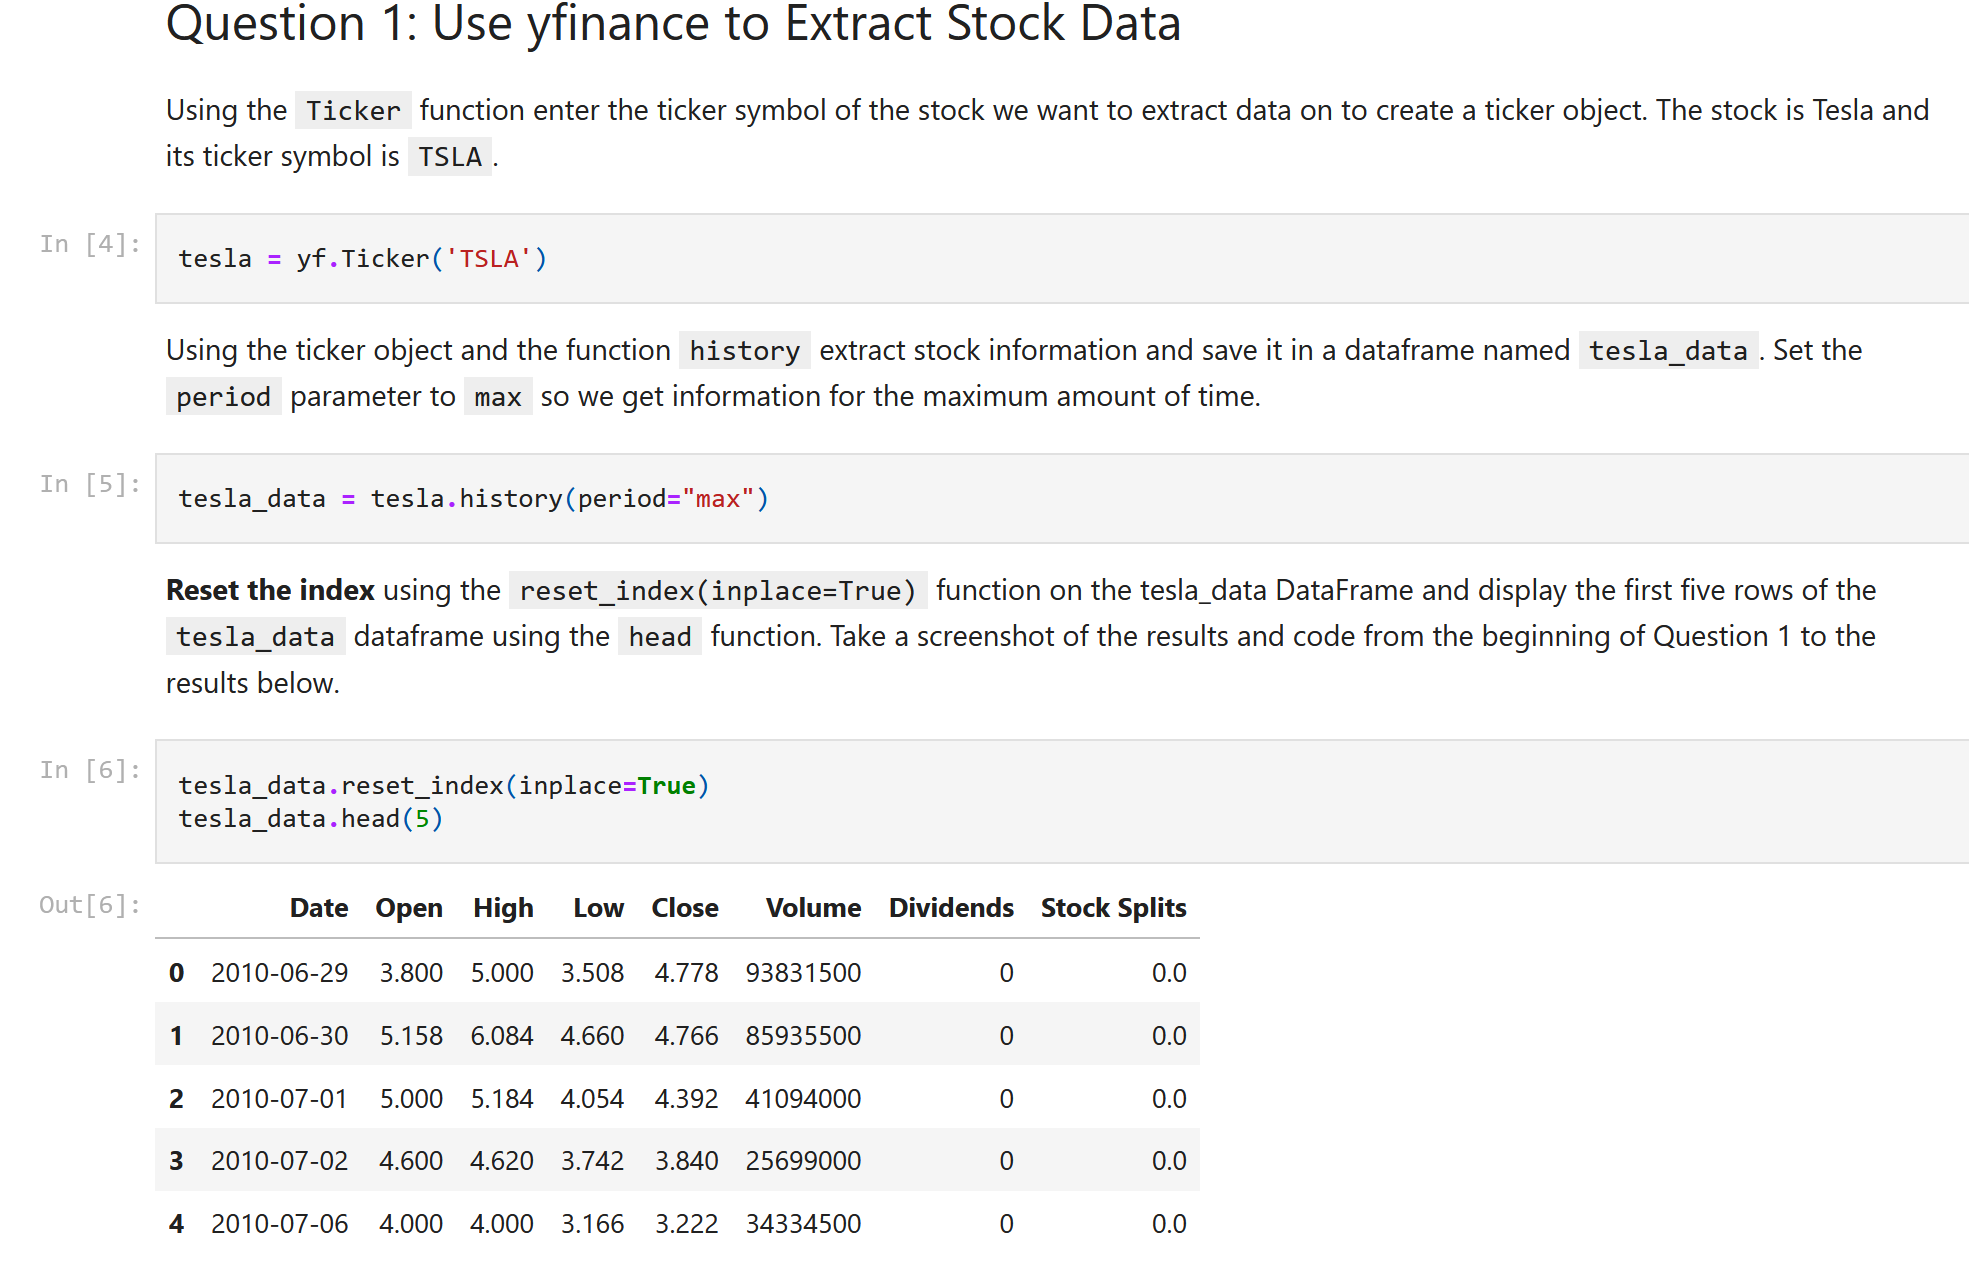 Question 1: Use yfinance to Extract Stock Data
Using the Ticker function enter the ticker symbol of the stock we want to extract data on to create a ticker object. The stock is Tesla and
its ticker symbol is TSLA .
In [4]:
tesla = yf.Ticker('TSLA')
Using the ticker object and the function history extract stock information and save it in a dataframe named tesla_data . Set the
period parameter to max so we get information for the maximum amount of time.
In [5]:
tesla_data = tesla.history(period="max")
Reset the index using the reset_index(inplace=True) function on the tesla_data DataFrame and display the first five rows of the
tesla_data dataframe using the head function. Take a screenshot of the results and code from the beginning of Question 1 to the
results below.
In [6]:
tesla_data.reset_index(inplace=True)
tesla_data.head(5)
Out[6]:
Date Open High Low Close Volume Dividends Stock Splits
0 2010-06-29 3.800 5.000 3.508 4.778 93831500 0 0.0
1 2010-06-30 5.158 6.084 4.660 4.766 85935500 0 0.0
2 2010-07-01 5.000 5.184 4.054 4.392 41094000 0 0.0
3 2010-07-02 4.600 4.620 3.742 3.840 25699000 0 0.0
4 2010-07-06 4.000 4.000 3.166 3.222 34334500 0 0.0